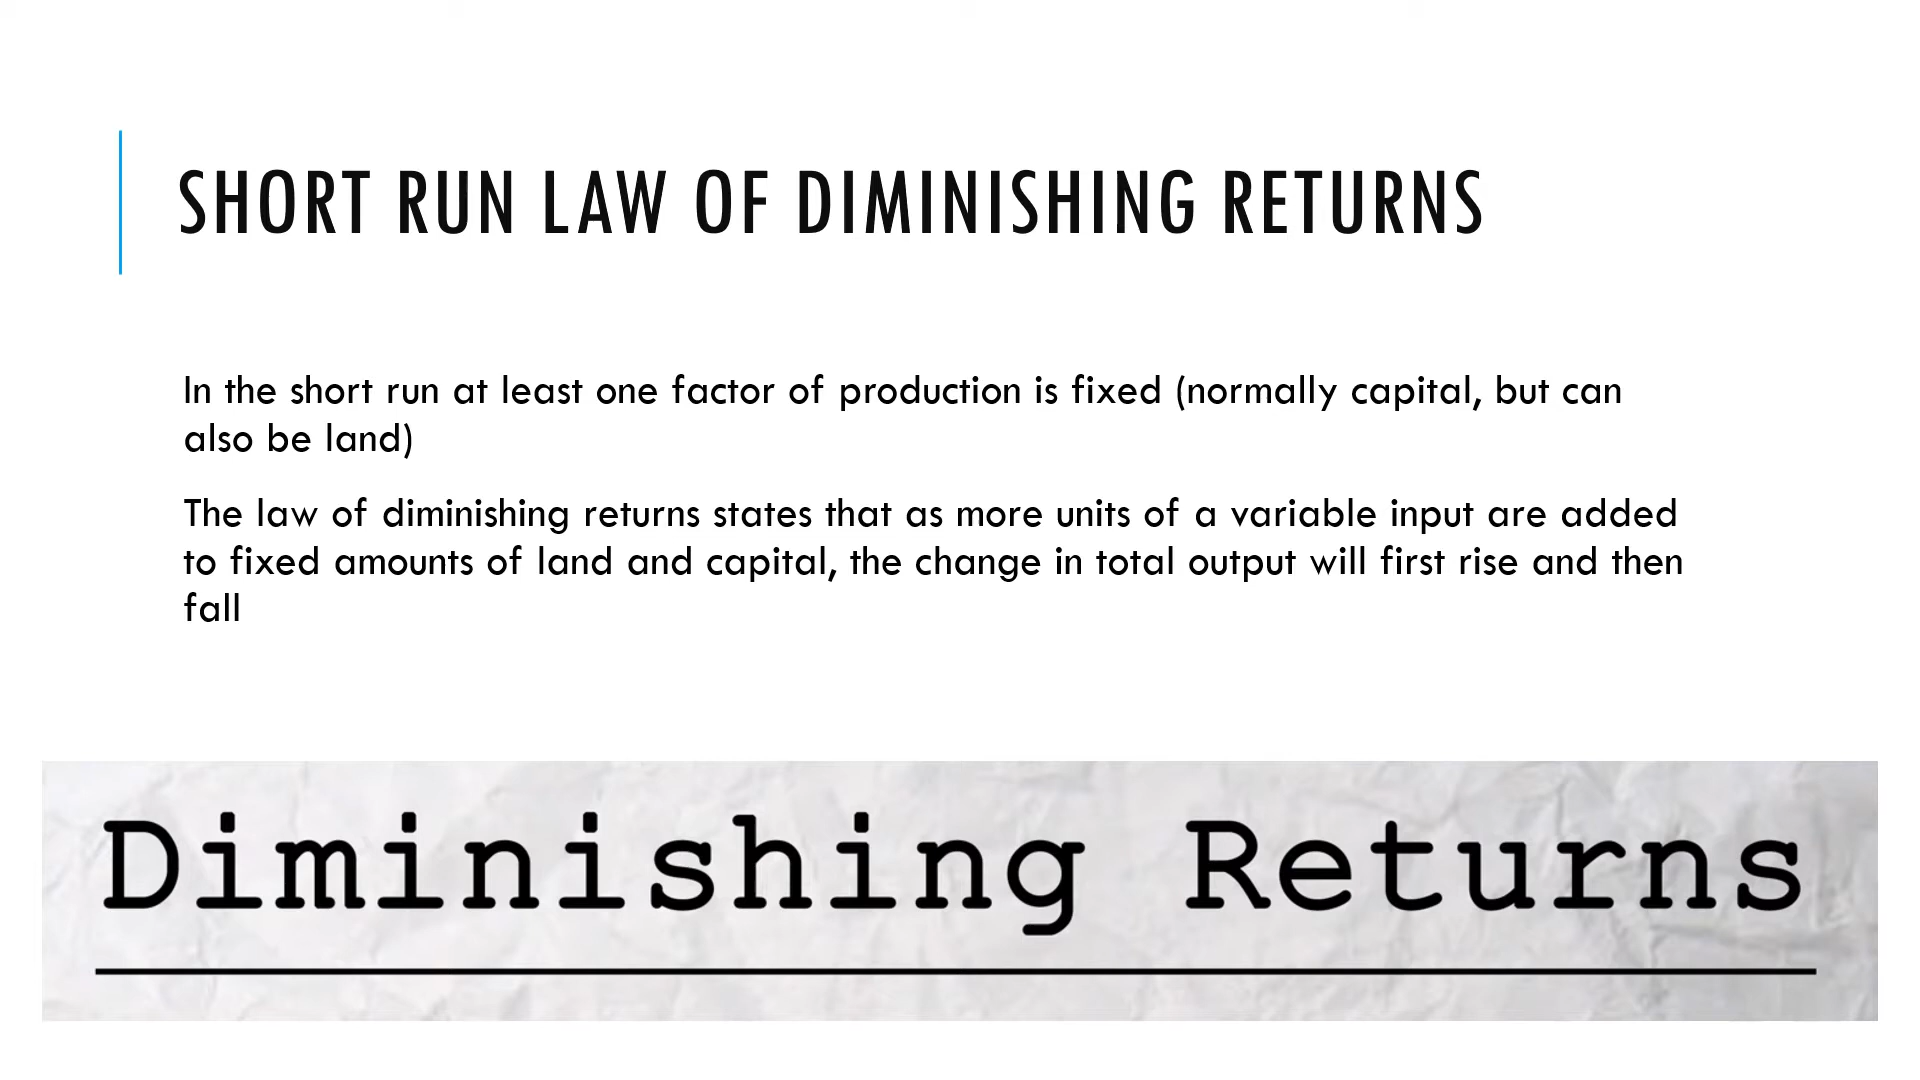 SHORT RUN LAW OF DIMINISHING RETURNS
In the short run at least one factor of production is fixed (normally capital, but can
also be land)
The law of diminishing returns states that as more units of a variable input are added
to fixed amounts of land and capital, the change in total output will first rise and then
fall
Diminishing Returns